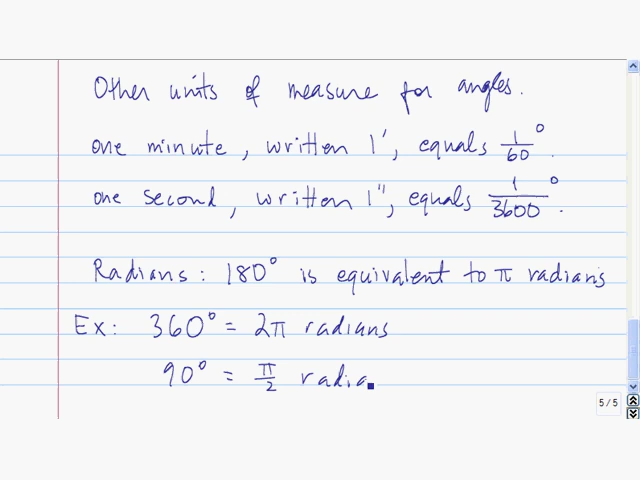 Other units of measure for angles.
one minute, written 1', equals 1/60°.
one second, written 1", equals 1/3600°.
Radians: 180° is equivalent to π radians
Ex: 360° = 2π radians
90° = π/2 radia
5/5